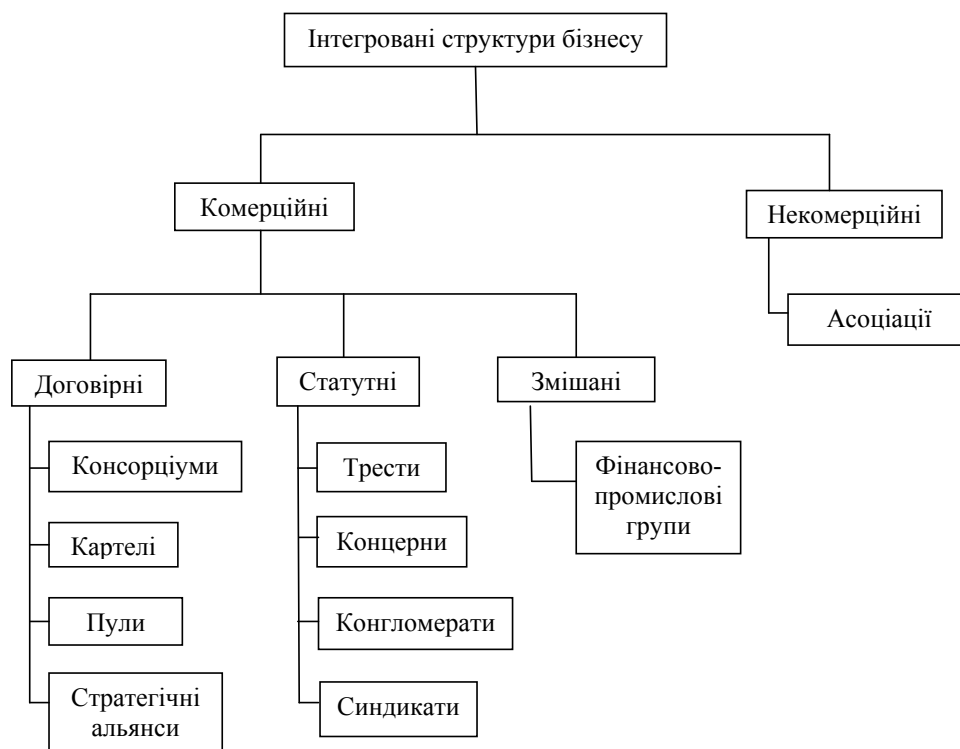 Інтегровані структури бізнесу
Комерційні
Некомерційні
Асоціації
Договірні
Статутні
Змішані
Консорціуми
Картелі
Пули
Стратегічні
альянси
Трести
Концерни
Конгломерати
Синдикати
Фінансово-
промислові
групи